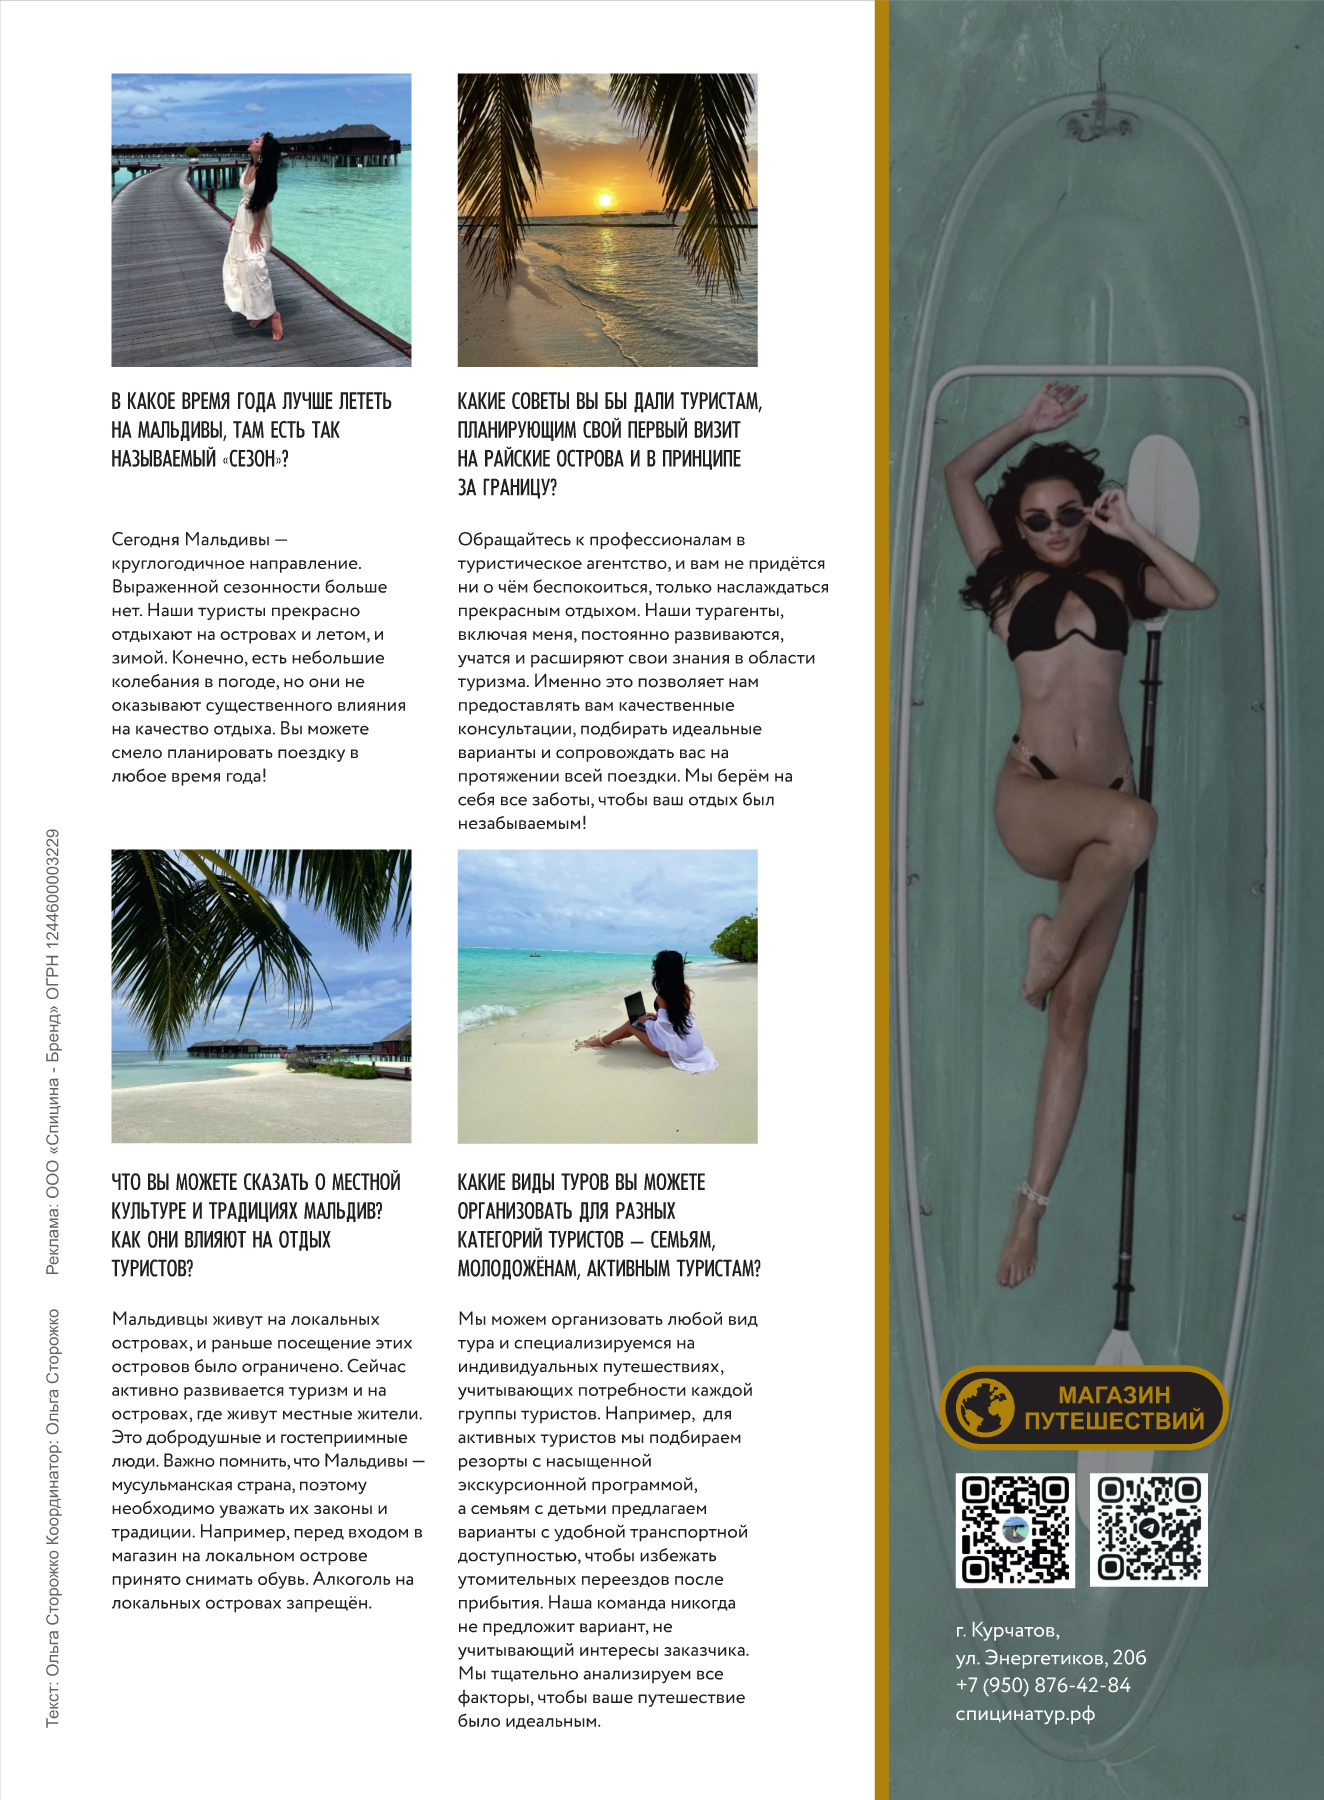 В КАКОЕ ВРЕМЯ ГОДА ЛУЧШЕ ЛЕТЕТЬ
НА МАЛЬДИВЫ, ТАМ ЕСТЬ ТАК
НАЗЫВАЕМЫЙ «СЕЗОН»?
Сегодня Мальдивы —
круглогодичное направление.
Выраженной сезонности больше
нет. Наши туристы прекрасно
отдыхают на островах и летом, и
зимой. Конечно, есть небольшие
колебания в погоде, но они не
оказывают существенного влияния
на качество отдыха. Вы можете
смело планировать поездку в
любое время года!
КАКИЕ СОВЕТЫ ВЫ БЫ ДАЛИ ТУРИСТАМ,
ПЛАНИРУЮЩИМ СВОЙ ПЕРВЫЙ ВИЗИТ
НА РАЙСКИЕ ОСТРОВА И В ПРИНЦИПЕ
ЗА ГРАНИЦУ?
Обращайтесь к профессионалам в
туристическое агентство, и вам не придётся
ни о чём беспокоиться, только наслаждаться
прекрасным отдыхом. Наши турагенты,
включая меня, постоянно развиваются,
учатся и расширяют свои знания в области
туризма. Именно это позволяет нам
предоставлять вам качественные
консультации, подбирать идеальные
варианты и сопровождать вас на
протяжении всей поездки. Мы берём на
себя все заботы, чтобы ваш отдых был
незабываемым!
ЧТО ВЫ МОЖЕТЕ СКАЗАТЬ О МЕСТНОЙ
КУЛЬТУРЕ И ТРАДИЦИЯХ МАЛЬДИВ?
КАК ОНИ ВЛИЯЮТ НА ОТДЫХ
ТУРИСТОВ?
Мальдивцы живут на локальных
островах, и раньше посещение этих
островов было ограничено. Сейчас
активно развивается туризм и на
островах, где живут местные жители.
Это добродушные и гостеприимные
люди. Важно помнить, что Мальдивы —
мусульманская страна, поэтому
необходимо уважать их законы и
традиции. Например, перед входом в
магазин на локальном острове
принято снимать обувь. Алкоголь на
локальных островах запрещён.
КАКИЕ ВИДЫ ТУРОВ ВЫ МОЖЕТЕ
ОРГАНИЗОВАТЬ ДЛЯ РАЗНЫХ
КАТЕГОРИЙ ТУРИСТОВ — СЕМЬЯМ,
МОЛОДОЖЁНАМ, АКТИВНЫМ ТУРИСТАМ?
Мы можем организовать любой вид
тура и специализируемся на
индивидуальных путешествиях,
учитывающих потребности каждой
группы туристов. Например, для
активных туристов мы подбираем
резорты с насыщенной
экскурсионной программой,
а семьям с детьми предлагаем
варианты с удобной транспортной
доступностью, чтобы избежать
утомительных переездов после
прибытия. Наша команда никогда
не предложит вариант, не
учитывающий интересы заказчика.
Мы тщательно анализируем все
факторы, чтобы ваше путешествие
было идеальным.
Текст: Ольга Сторожко Координатор: Ольга Сторожко Реклама: ООО «Спицина - Бренд» ОГРН 1244600003229
МАГАЗИН
ПУТЕШЕСТВИЙ
г. Курчатов,
ул. Энергетиков, 20б
+7 (950) 876-42-84
спицинатур.рф